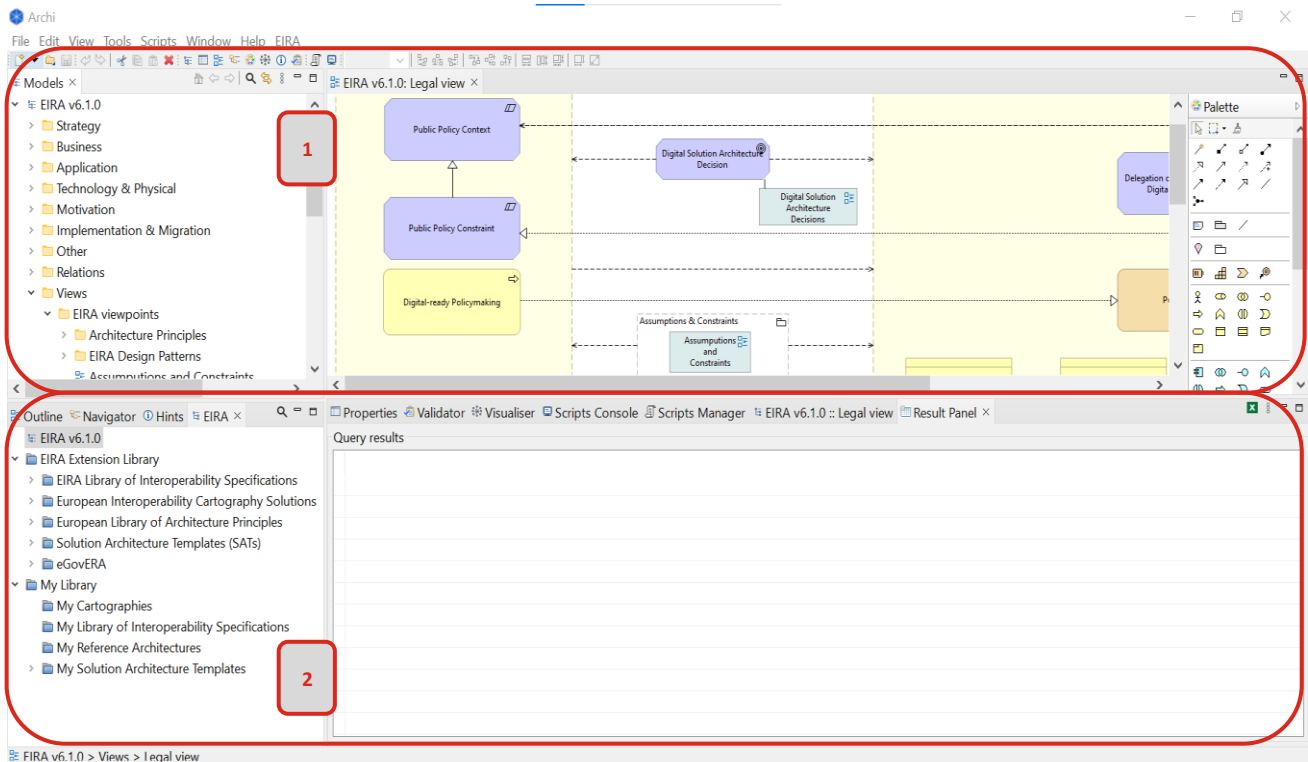 Archi
File Edit View Tools Scripts Window Help EIRA
Models
EIRA v6.1.0: Legal view
EIRA v6.1.0
Strategy
Business
Application
Technology & Physical
Motivation
Implementation & Migration
Other
Relations
Views
EIRA viewpoints
Architecture Principles
EIRA Design Patterns
Assumptions and Constraints
1
Public Policy Context
Digital Solution Architecture
Decision
Digital Solution
Architecture
Decisions
Delegation
Digita
Public Policy Constraint
Digital-ready Policymaking
Assumptions & Constraints
Assumputions
and
Constraints
Palette
Outline Navigator Hints EIRA
EIRA v6.1.0
EIRA Extension Library
EIRA Library of Interoperability Specifications
European Interoperability Cartography Solutions
European Library of Architecture Principles
Solution Architecture Templates (SATs)
eGovERA
My Library
My Cartographies
My Library of Interoperability Specifications
My Reference Architectures
My Solution Architecture Templates
2
Properties Validator Visualiser Scripts Console Scripts Manager EIRA v6.1.0 :: Legal view Result Panel
Query results
EIRA v6.1.0 > Views > Legal view